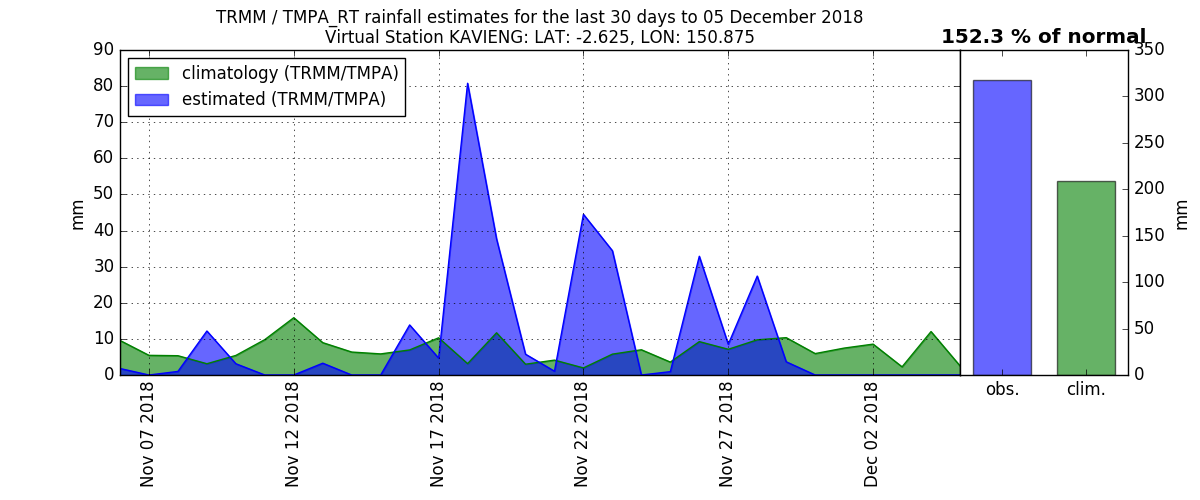 TRMM / TMPA_RT rainfall estimates for the last 30 days to 05 December 2018
Virtual Station KAVIENG: LAT: -2.625, LON: 150.875
152.3 % of normal
climatology (TRMM/TMPA)
estimated (TRMM/TMPA)
90
80
70
60
50
40
30
20
10
0
mm
Nov 07 2018
Nov 12 2018
Nov 17 2018
Nov 22 2018
Nov 27 2018
Dec 02 2018
obs.
clim.
350
300
250
200
150
100
50
0
mm